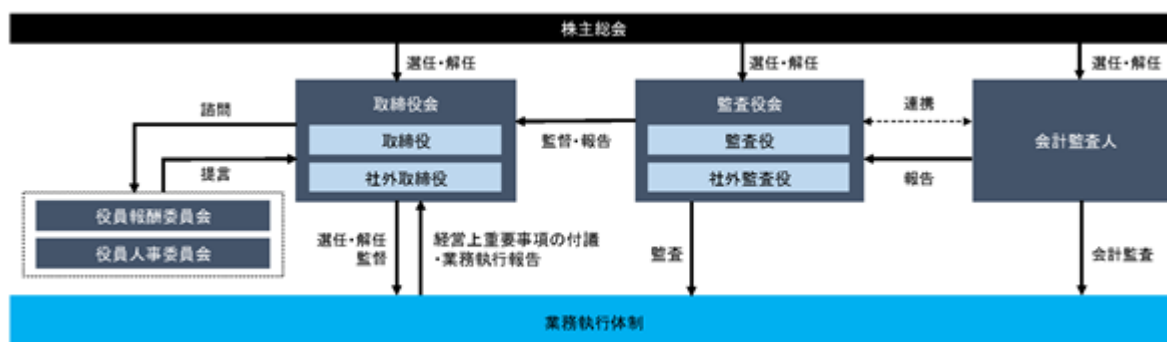 株主総会
選任・解任
選任・解任
選任・解任
諮問
提言
取締役会
取締役
社外取締役
監督・報告
監査役会
監査役
社外監査役
連携
報告
会計監査人
役員報酬委員会
役員人事委員会
選任・解任
監督
経営上重要事項の付議
・業務執行報告
監査
会計監査
業務執行体制